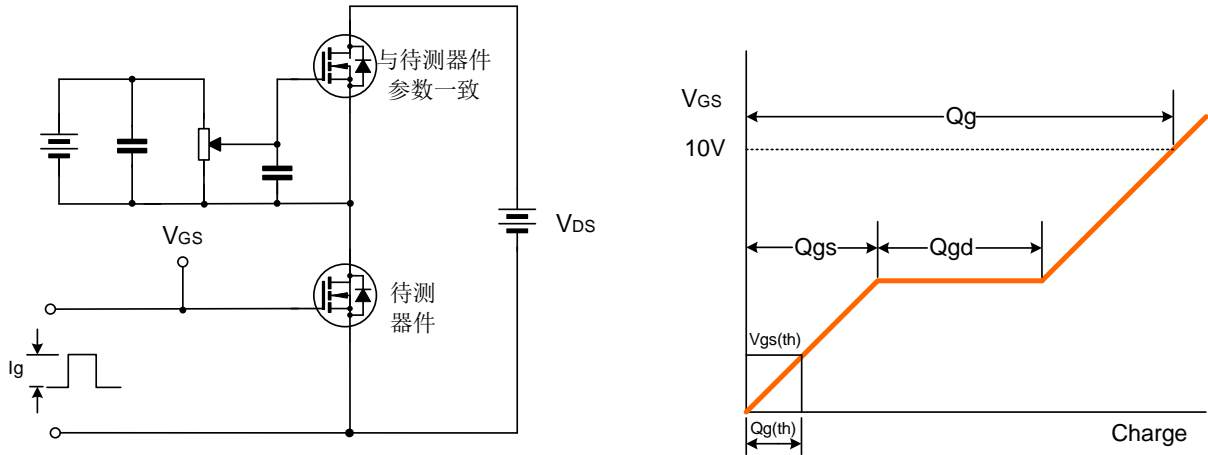 与待测器件
参数一致
VDS
VGS
待测
器件
Ig
VGS
Qg
10V
Qgs
Qgd
Vgs(th)
Qg(th)
Charge